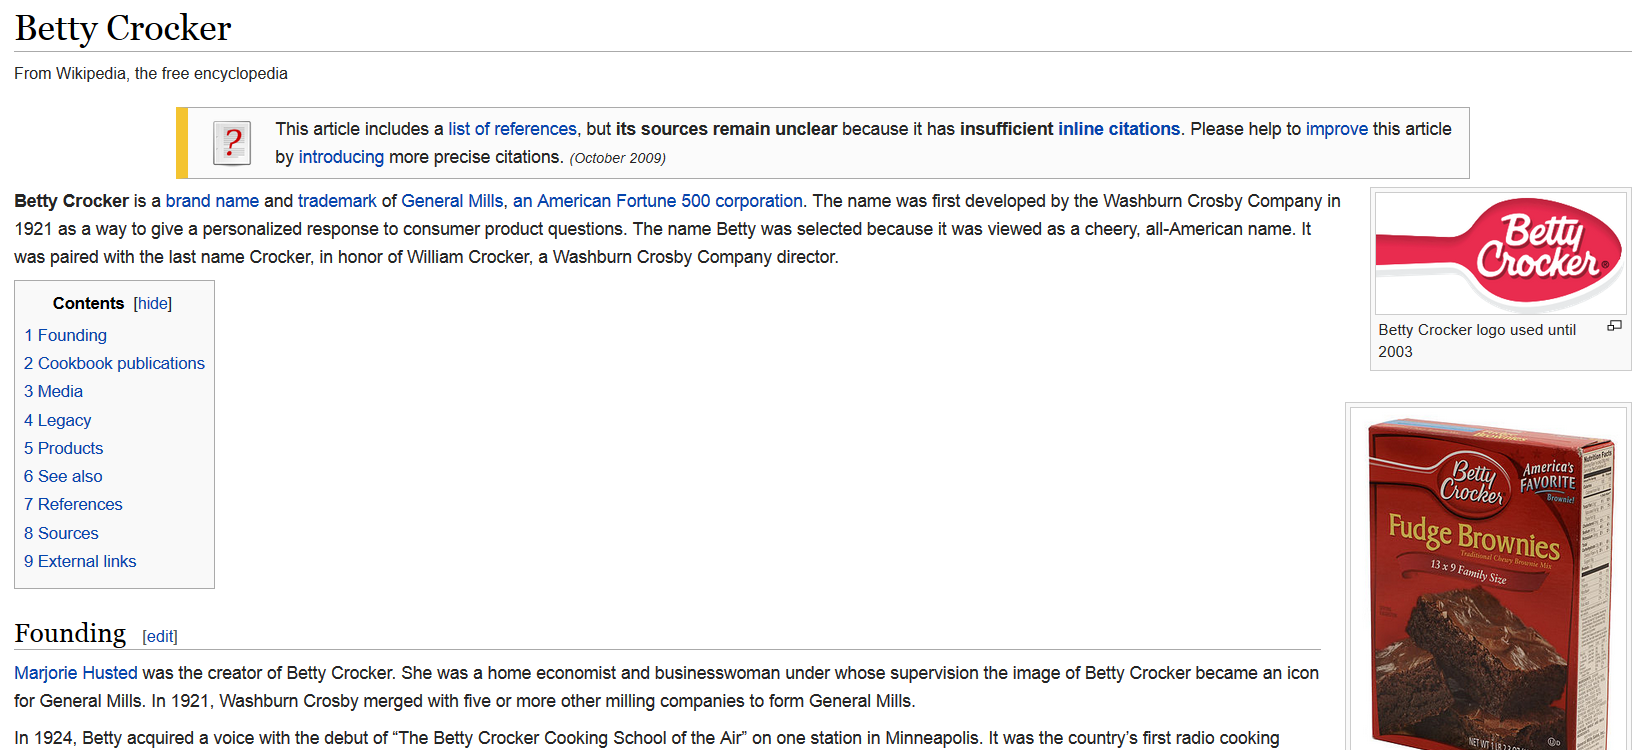 Betty Crocker
From Wikipedia, the free encyclopedia
This article includes a list of references, but its sources remain unclear because it has insufficient inline citations. Please help to improve this article
by introducing more precise citations. (October 2009)
Betty Crocker is a brand name and trademark of General Mills, an American Fortune 500 corporation. The name was first developed by the Washburn Crosby Company in
1921 as a way to give a personalized response to consumer product questions. The name Betty was selected because it was viewed as a cheery, all-American name. It
was paired with the last name Crocker, in honor of William Crocker, a Washburn Crosby Company director.
Contents [hide]
1 Founding
2 Cookbook publications
3 Media
4 Legacy
5 Products
6 See also
7 References
8 Sources
9 External links
Betty
Crocker®
Betty Crocker logo used until
2003
Fudge Brownies
Betty
Crocker
America's
FAVORITE
Brownie!
Nutrition Facts
Fudge Brownies
Traditional Chewy Brownie Mix
13 x 9 Family Size
Founding [edit]
Marjorie Husted was the creator of Betty Crocker. She was a home economist and businesswoman under whose supervision the image of Betty Crocker became an icon
for General Mills. In 1921, Washburn Crosby merged with five or more other milling companies to form General Mills.
In 1924, Betty acquired a voice with the debut of “The Betty Crocker Cooking School of the Air” on one station in Minneapolis. It was the country’s first radio cooking
NET WT 1 LB